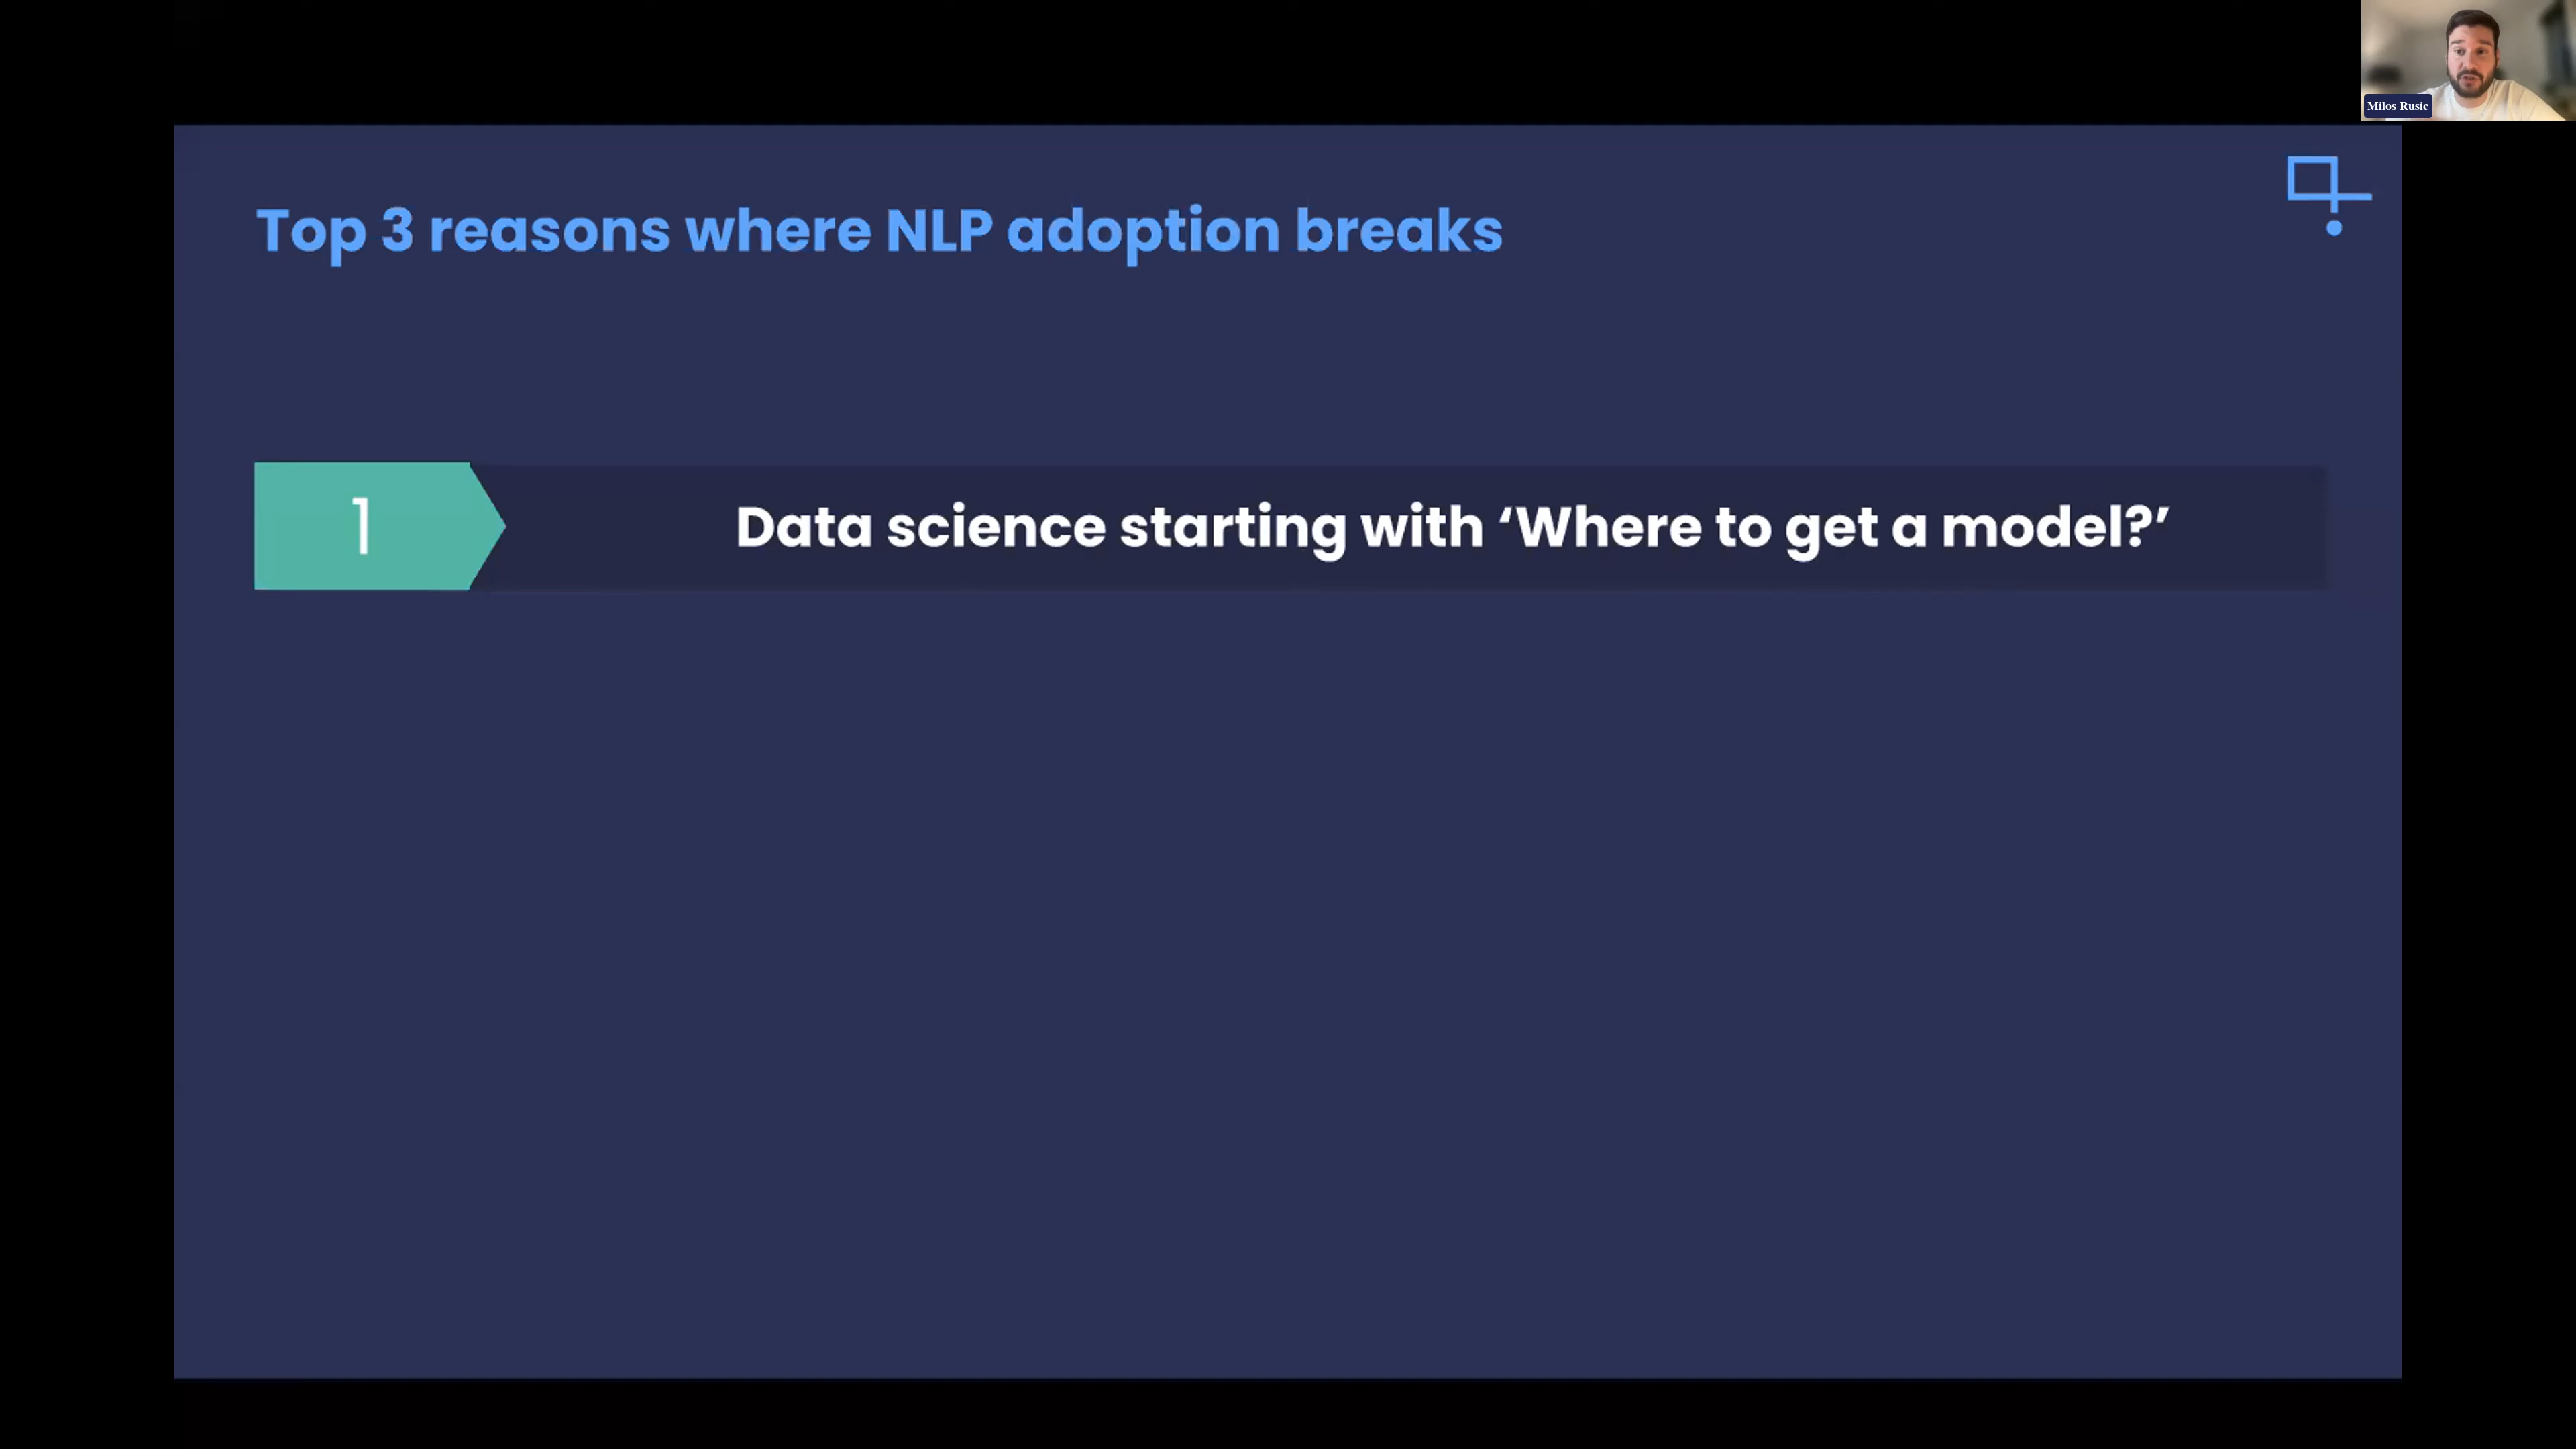 Milos Rusic
Top 3 reasons where NLP adoption breaks
1
Data science starting with ‘Where to get a model?’